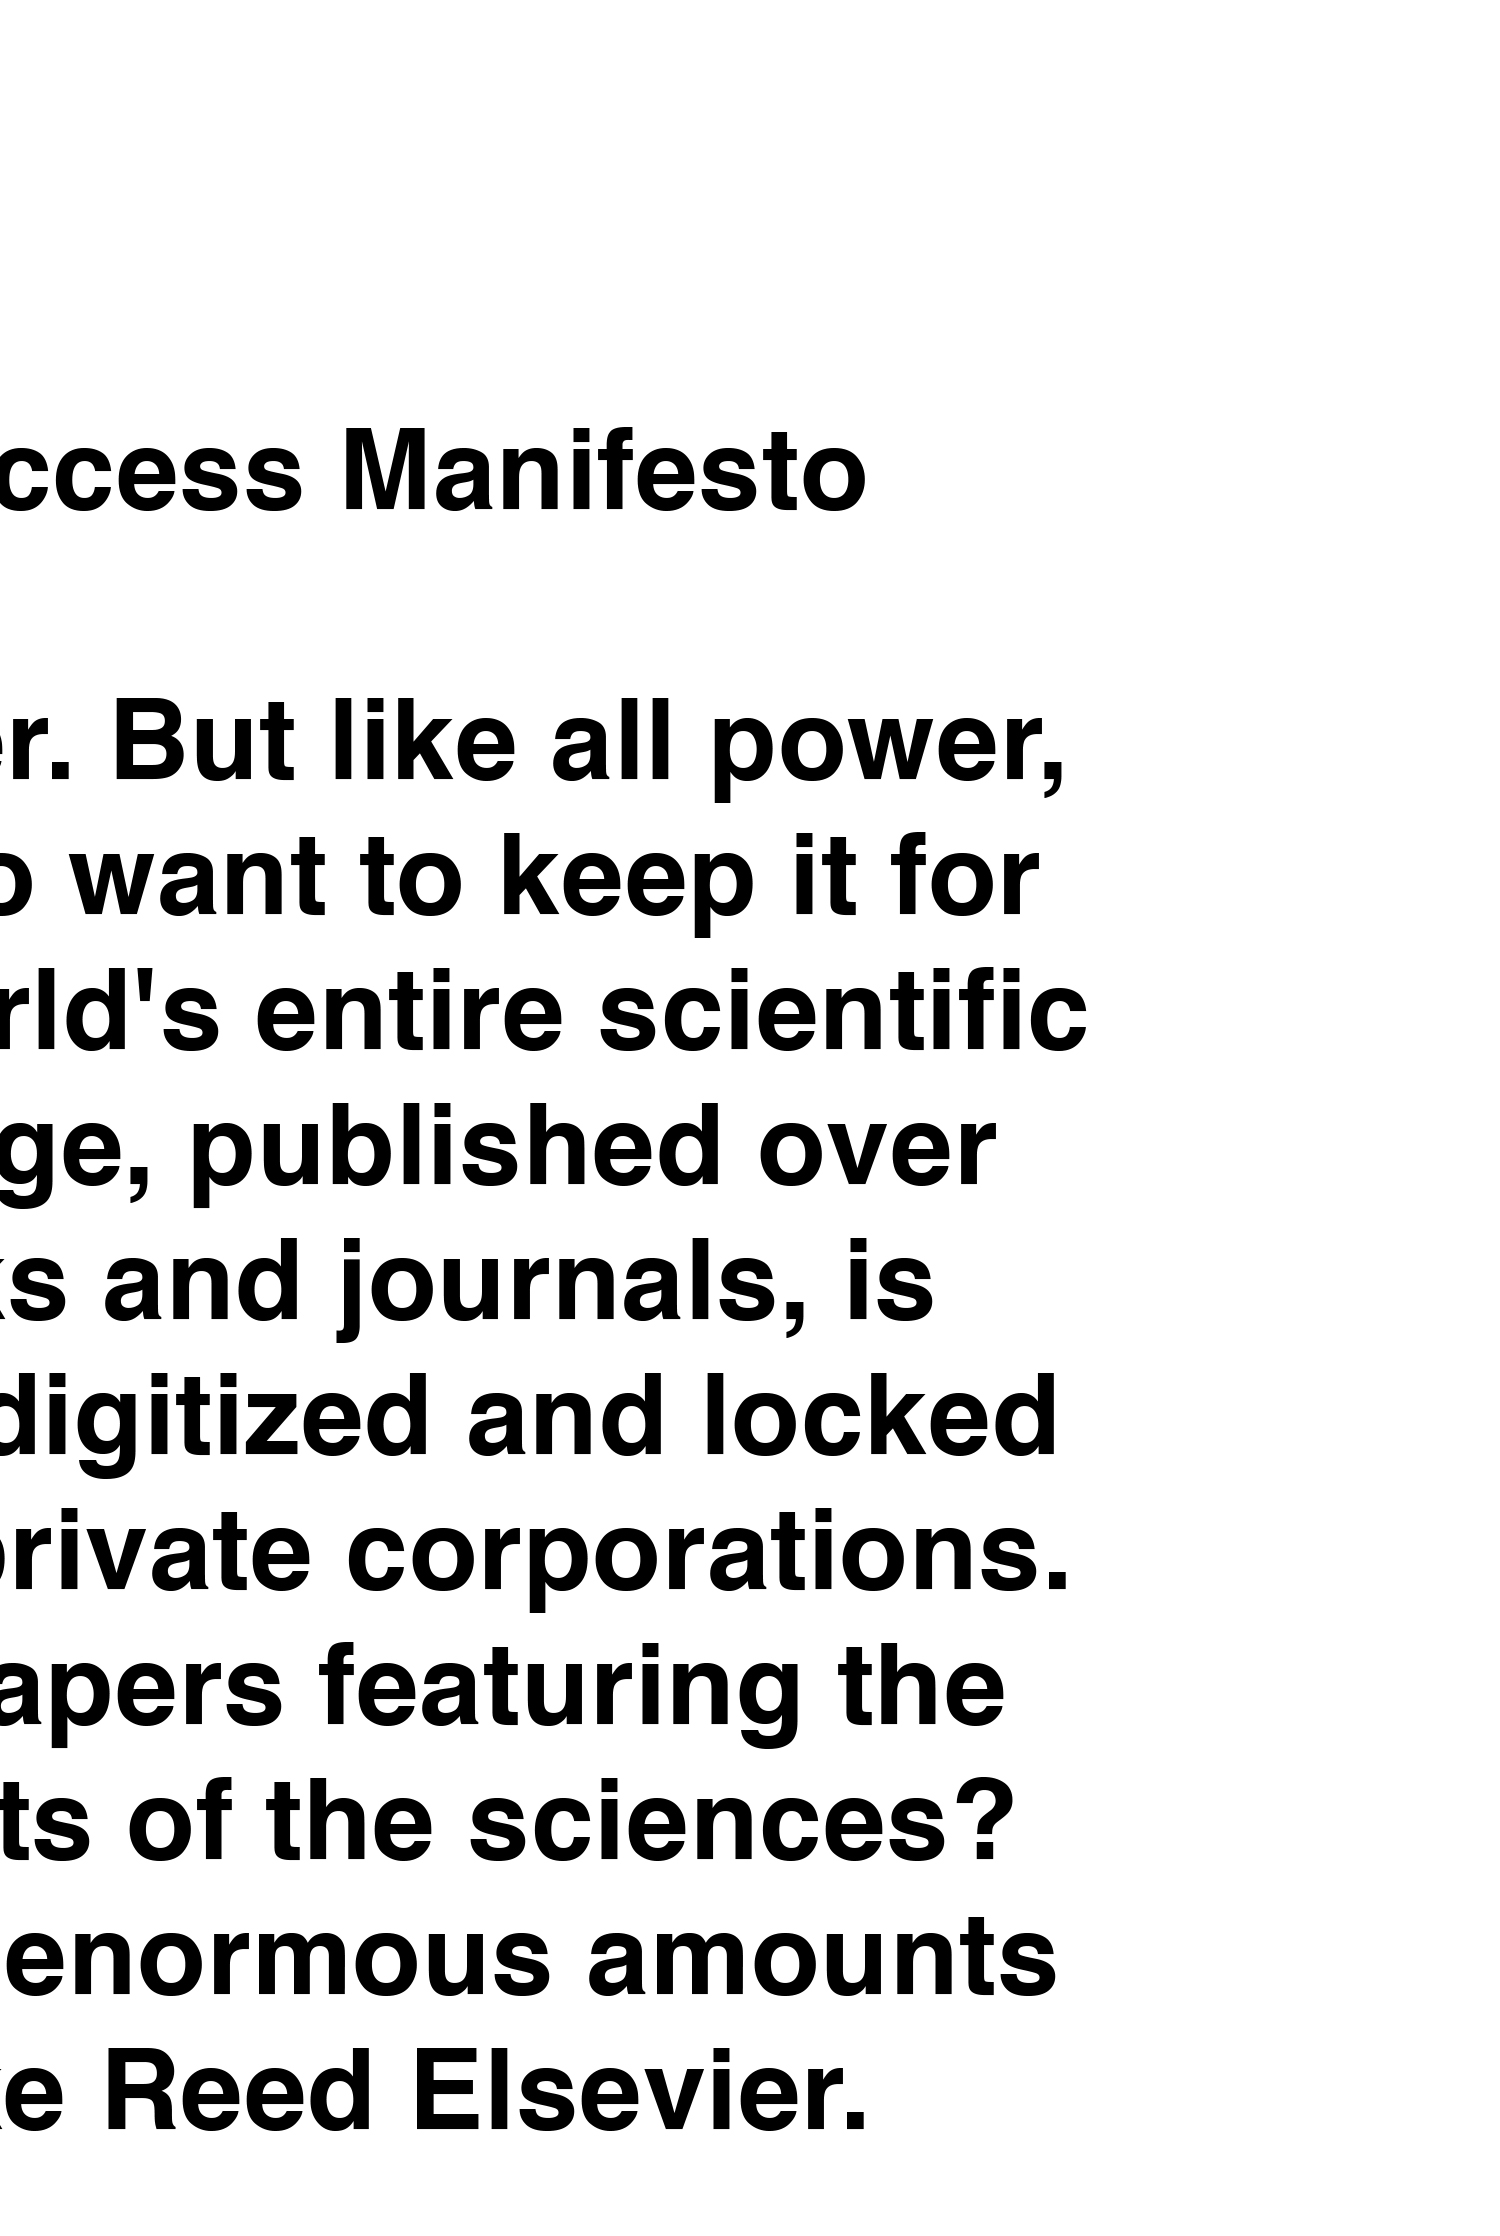 ccess Manifesto
er. But like all power,
o want to keep it for
rld's entire scientific
ge, published over
ks and journals, is
digitized and locked
private corporations.
apers featuring the
ts of the sciences?
enormous amounts
ke Reed Elsevier.